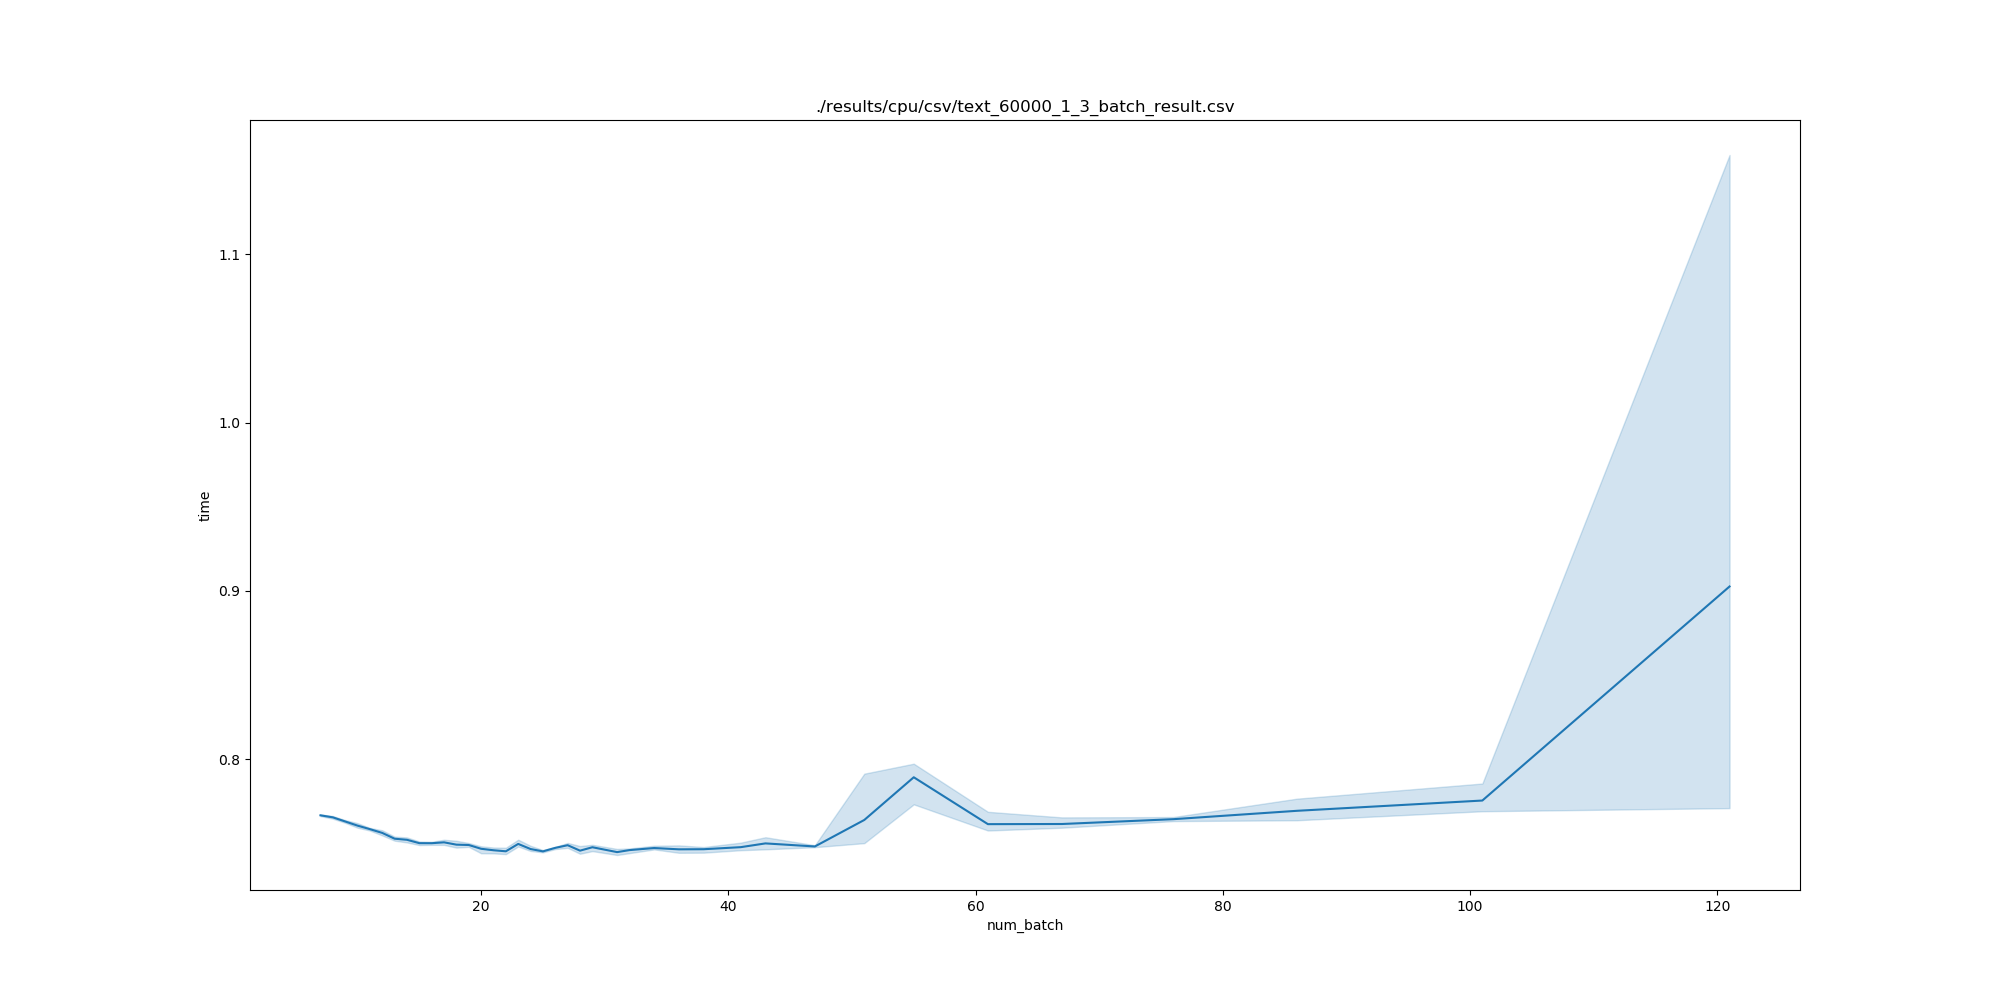 ./results/cpu/csv/text_60000_1_3_batch_result.csv
1.1
1.0
0.9
0.8
time
20 40 60 80 100 120
num_batch